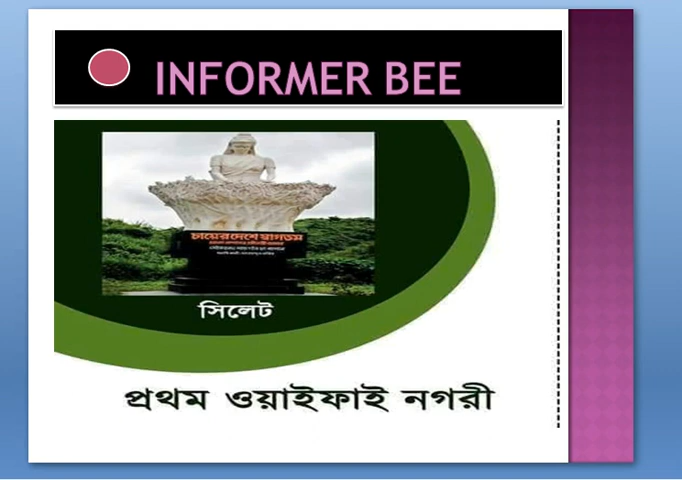 INFORMER BEE
চায়ের দেশে স্বাগতম
সিলেট
প্রথম ওয়াইফাই নগরী